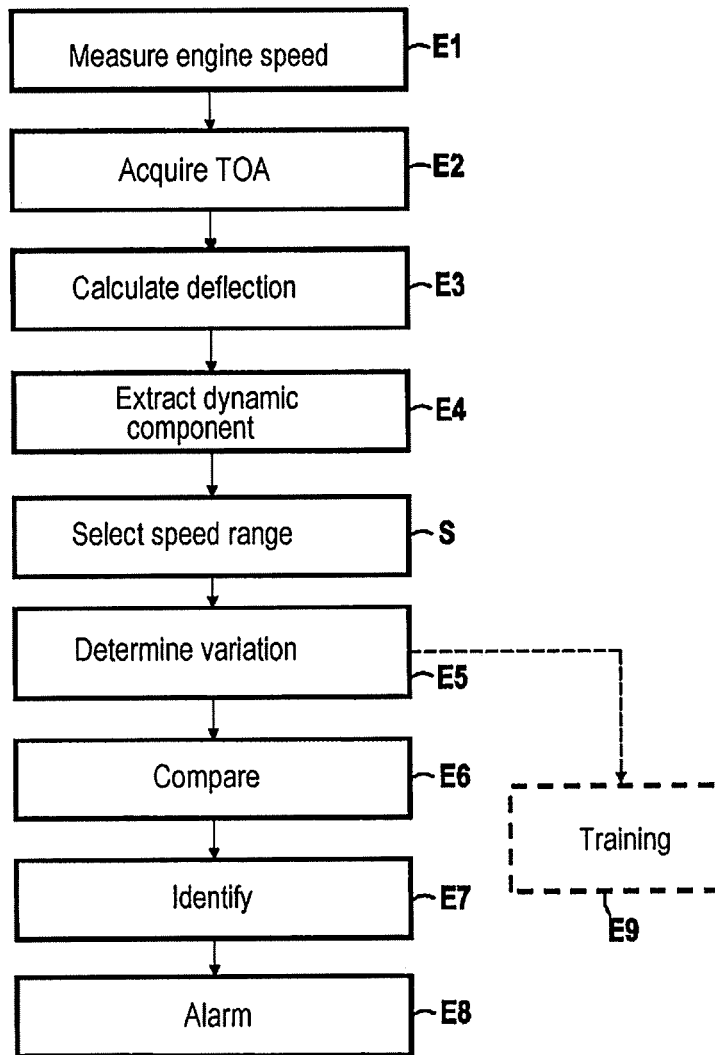 Measure engine speed
E1
Acquire TOA
E2
Calculate deflection
E3
Extract dynamic
component
E4
Select speed range
S
Determine variation
E5
Compare
E6
Training
E9
Identify
E7
Alarm
E8